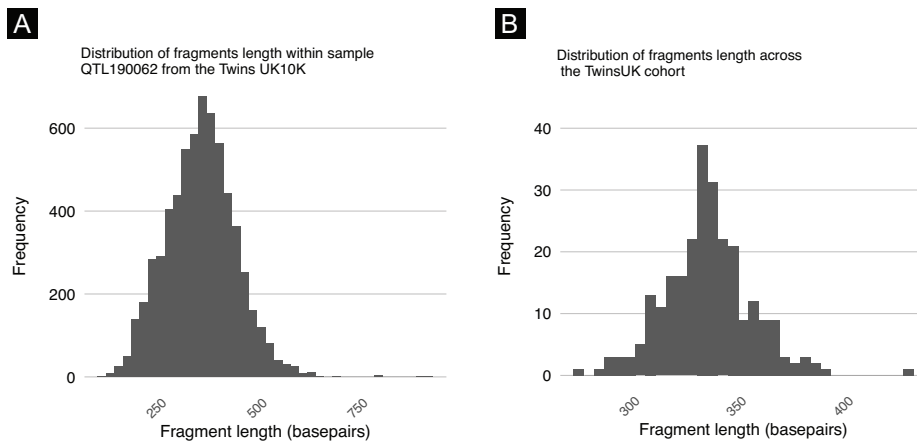 A
Distribution of fragments length within sample
QTL190062 from the Twins UK10K
600
400
200
0
Frequency
250
500
750
Fragment length (basepairs)
B
Distribution of fragments length across
the TwinsUK cohort
40
30
20
10
0
Frequency
300
350
400
Fragment length (basepairs)